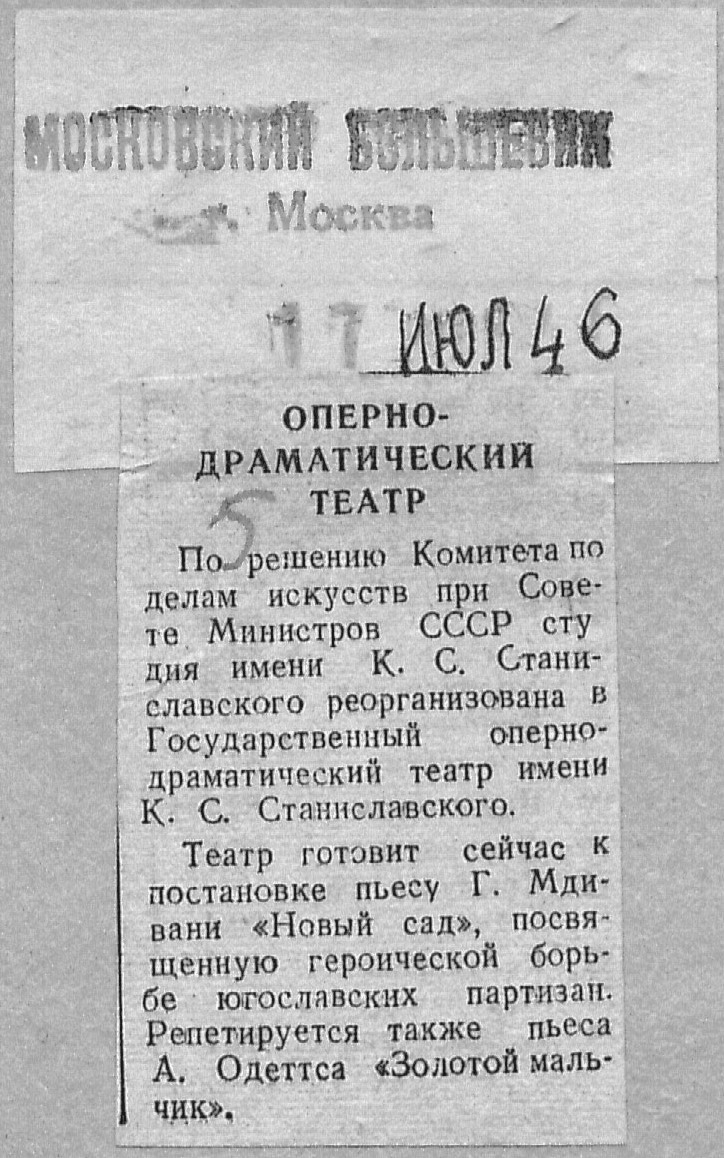 МОСКОВСКИЙ БОЛЬШЕВИК
г. Москва
17 ИЮЛ 46
ОПЕРНО-
ДРАМАТИЧЕСКИЙ
ТЕАТР
5
По решению Комитета по
делам искусств при Сове-
те Министров СССР сту
дия имени К. С. Стани-
славского реорганизована в
Государственный оперно-
драматический театр имени
К. С. Станиславского.
Театр готовит сейчас к
постановке пьесу Г. Мди-
вани «Новый сад», посвя-
щенную героической борь-
бе югославских партизан.
Репетируется также пьеса
А. Одеттса «Золотой маль-
чик».